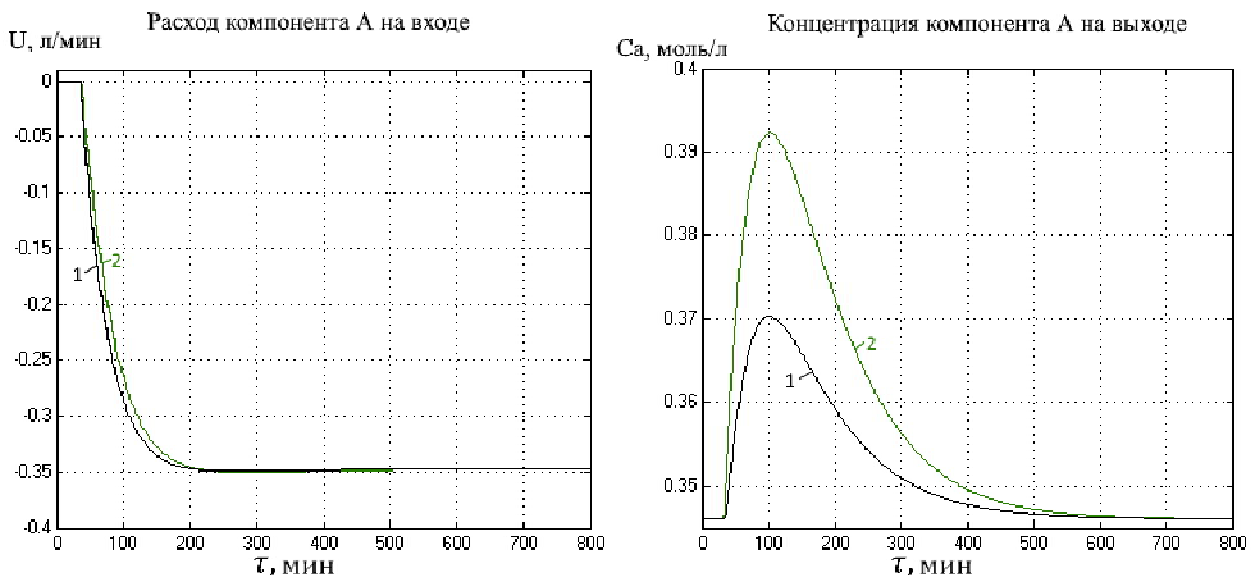 Расход компонента А на входе
U, л/мин
0
-0.05
-0.1
-0.15
-0.2
-0.25
-0.3
-0.35
-0.4
1
2
0 100 200 300 400 500 600 700 800
τ, мин
Концентрация компонента А на выходе
Ca, моль/л
0.4
0.39
0.38
0.37
0.36
0.35
1
2
0 100 200 300 400 500 600 700 800
τ, мин